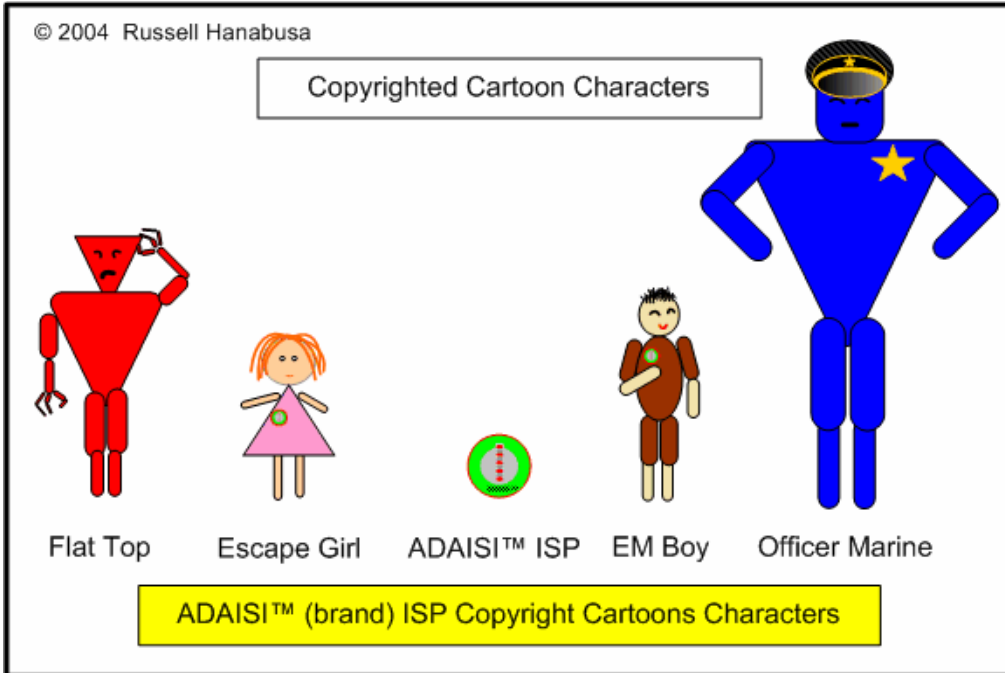 © 2004 Russell Hanabusa
Copyrighted Cartoon Characters
Flat Top
Escape Girl
ADAISI™ ISP
EM Boy
Officer Marine
ADAISI™ (brand) ISP Copyright Cartoons Characters